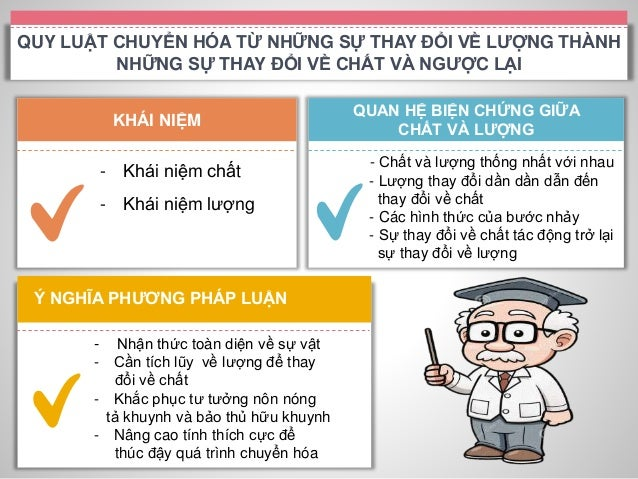 QUY LUẬT CHUYỂN HÓA TỪ NHỮNG SỰ THAY ĐỔI VỀ LƯỢNG THÀNH
NHỮNG SỰ THAY ĐỔI VỀ CHẤT VÀ NGƯỢC LẠI
KHÁI NIỆM
- Khái niệm chất
- Khái niệm lượng
QUAN HỆ BIỆN CHỨNG GIỮA
CHẤT VÀ LƯỢNG
- Chất và lượng thống nhất với nhau
- Lượng thay đổi dần dần dẫn đến
thay đổi về chất
- Các hình thức của bước nhảy
- Sự thay đổi về chất tác động trở lại
sự thay đổi về lượng
Ý NGHĨA PHƯƠNG PHÁP LUẬN
- Nhận thức toàn diện về sự vật
- Cần tích lũy về lượng để thay
đổi về chất
- Khắc phục tư tưởng nôn nóng
tả khuynh và bảo thủ hữu khuynh
- Nâng cao tính thích cực để
thúc đậy quá trình chuyển hóa